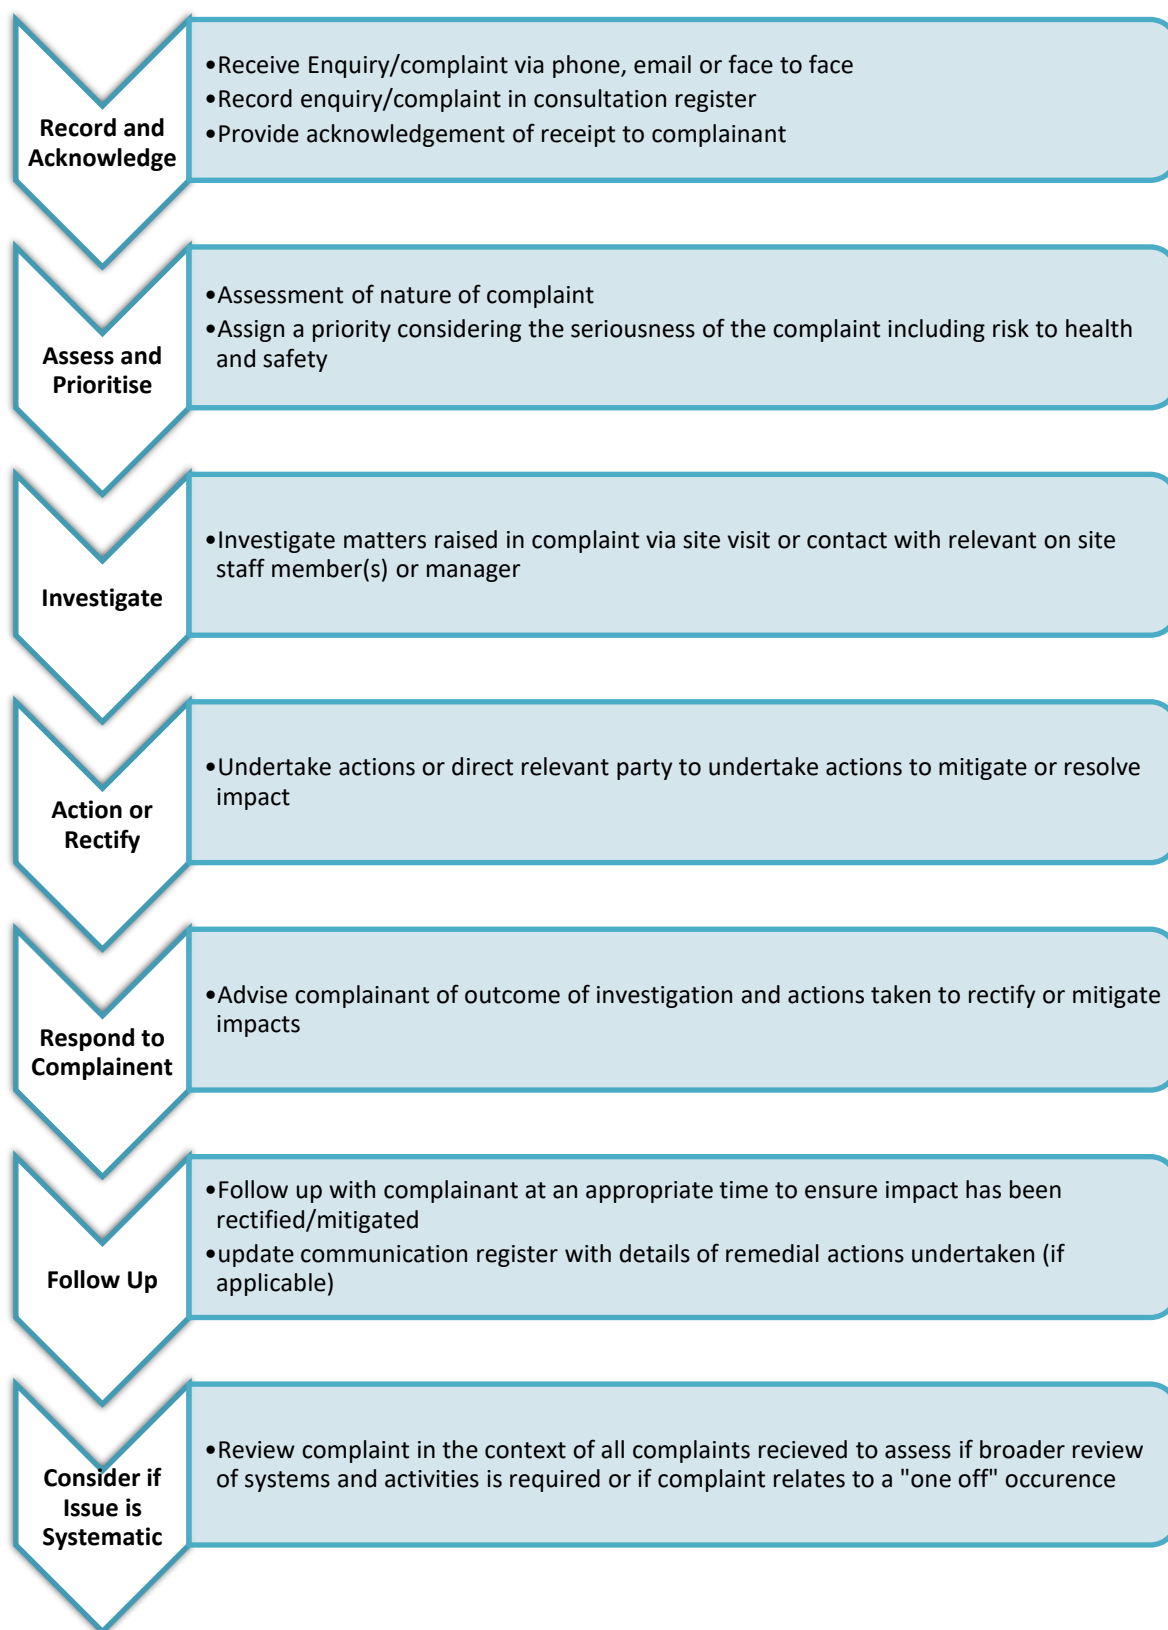 Record and
Acknowledge
•Receive Enquiry/complaint via phone, email or face to face
•Record enquiry/complaint in consultation register
•Provide acknowledgement of receipt to complainant
Assess and
Prioritise
•Assessment of nature of complaint
•Assign a priority considering the seriousness of the complaint including risk to health
and safety
Investigate
•Investigate matters raised in complaint via site visit or contact with relevant on site
staff member(s) or manager
Action or
Rectify
•Undertake actions or direct relevant party to undertake actions to mitigate or resolve
impact
Respond to
Complainent
•Advise complainant of outcome of investigation and actions taken to rectify or mitigate
impacts
Follow Up
•Follow up with complainant at an appropriate time to ensure impact has been
rectified/mitigated
•update communication register with details of remedial actions undertaken (if
applicable)
Consider if
Issue is
Systematic
•Review complaint in the context of all complaints recieved to assess if broader review
of systems and activities is required or if complaint relates to a "one off" occurence